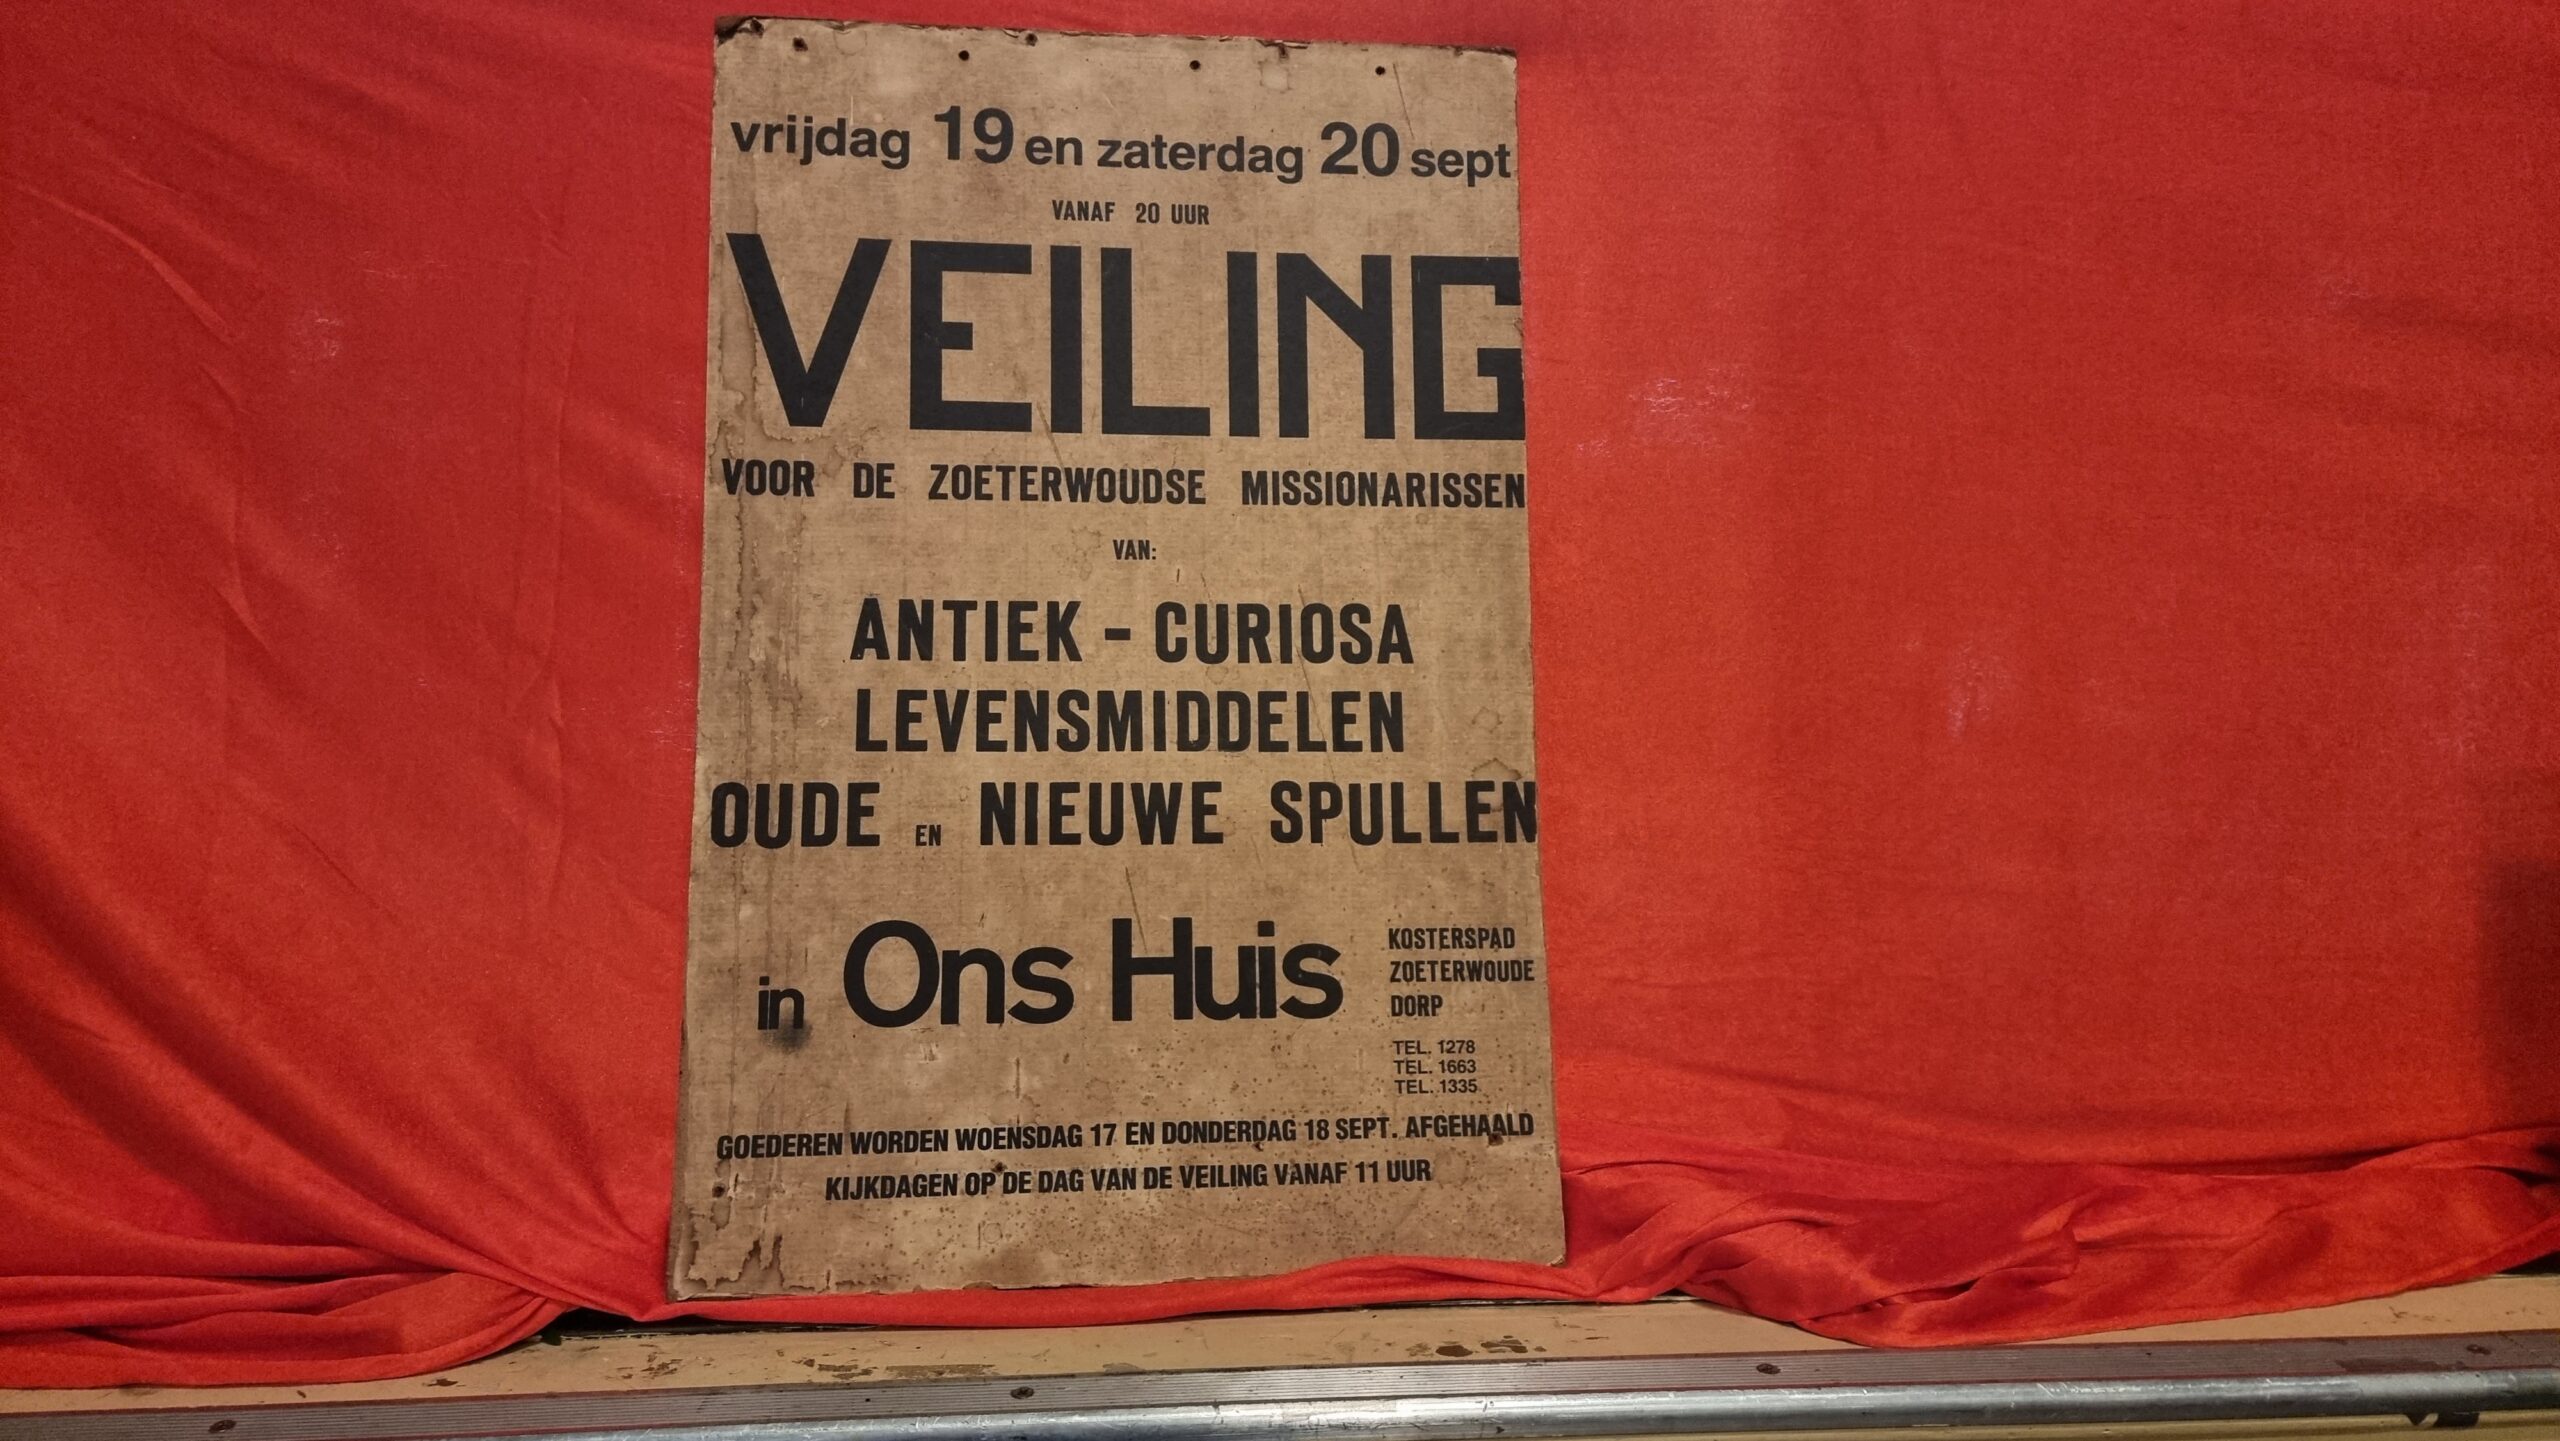 vrijdag 19 en zaterdag 20 sept
VANAF 20 UUR
VEILING
VOOR DE ZOETERWOUDSE MISSIONARISSEN
VAN:
ANTIEK - CURIOSA
LEVENSMIDDELEN
OUDE EN NIEUWE SPULLEN
in Ons Huis
KOSTERSPAD
ZOETERWOUDE
DORP
TEL. 1278
TEL. 1663
TEL. 1335
GOEDEREN WORDEN WOENSDAG 17 EN DONDERDAG 18 SEPT. AFGEHAALD
KIJKDAGEN OP DE DAG VAN DE VEILING VANAF 11 UUR